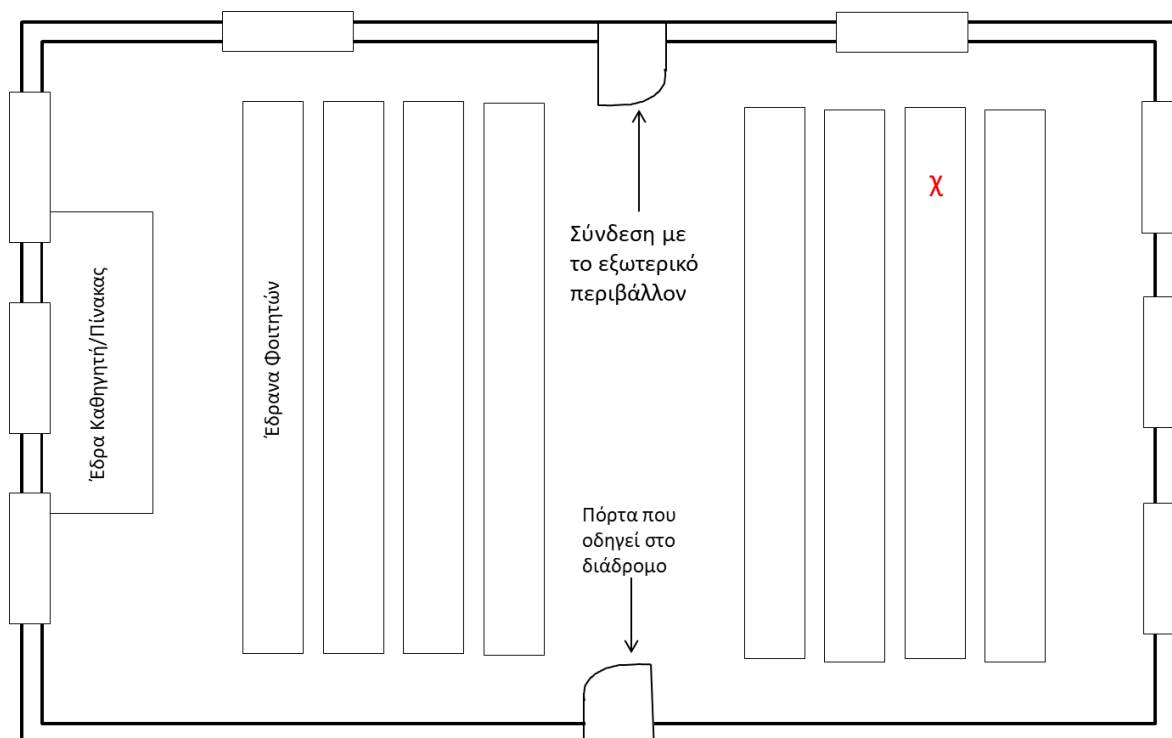 χ
Σύνδεση με
το εξωτερικό
περιβάλλον
Έδρα Καθηγητή/Πίνακας
Έδρανα Φοιτητών
Πόρτα που
οδηγεί στο
διάδρομο